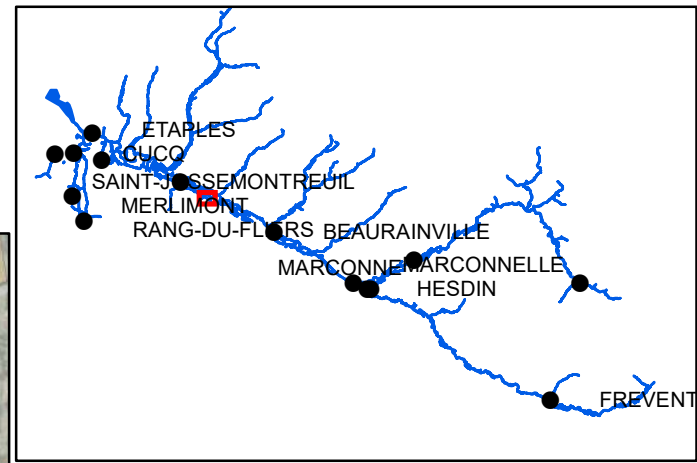 ETAPLES
CUCQ
SAINT-JOSSE
MONTREUIL
MERLIMONT
RANG-DU-FLIERS
BEAURAINVILLE
MARCONNE
MARCONNELLE
HESDIN
FREVENT